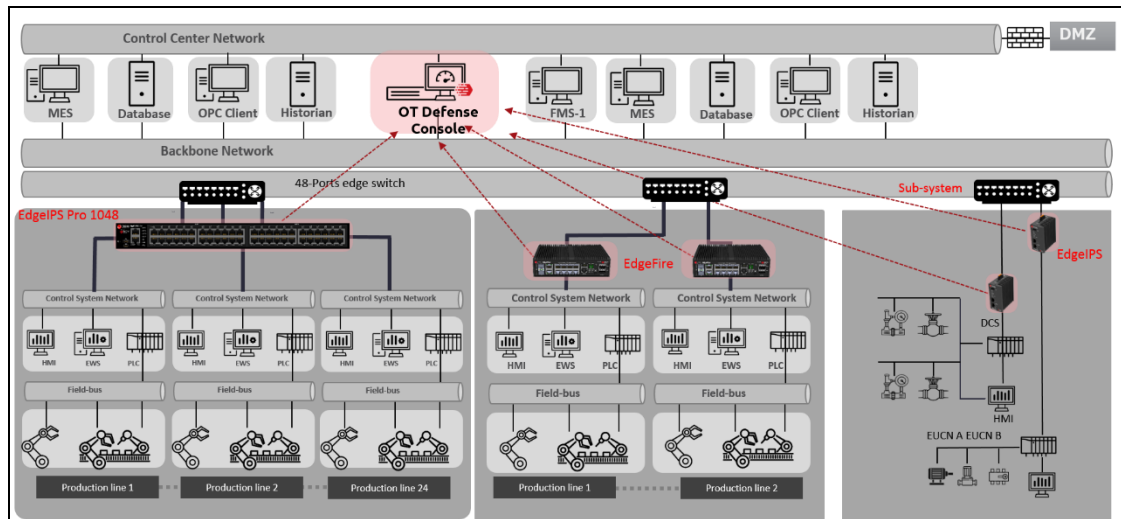 Control Center Network
DMZ
MES
Database
OPC Client
Historian
OT Defense
Console
FMS-1
MES
Database
OPC Client
Historian
Backbone Network
48-Ports edge switch
Sub-system
EdgeIPS Pro 1048
EdgeFire
EdgeIPS
Control System Network
Control System Network
Control System Network
Control System Network
Control System Network
DCS
HMI
EWS
PLC
HMI
EWS
PLC
HMI
EWS
PLC
HMI
EWS
PLC
HMI
EWS
PLC
Field-bus
Field-bus
Field-bus
Field-bus
Field-bus
HMI
EUCN A EUCN B
Production line 1
Production line 2
Production line 24
Production line 1
Production line 2